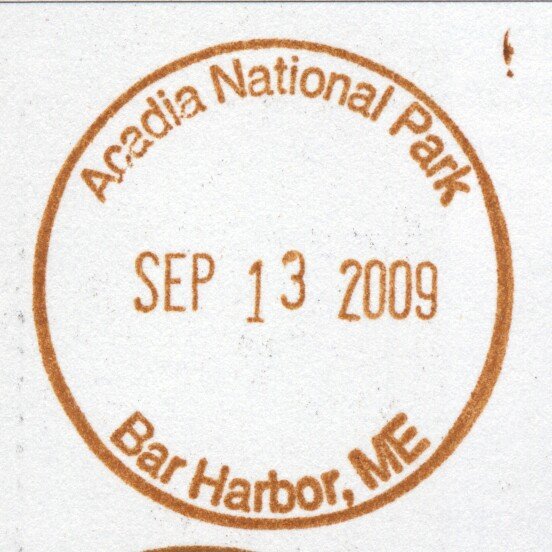 Acadia National Park
SEP 13 2009
Bar Harbor, ME